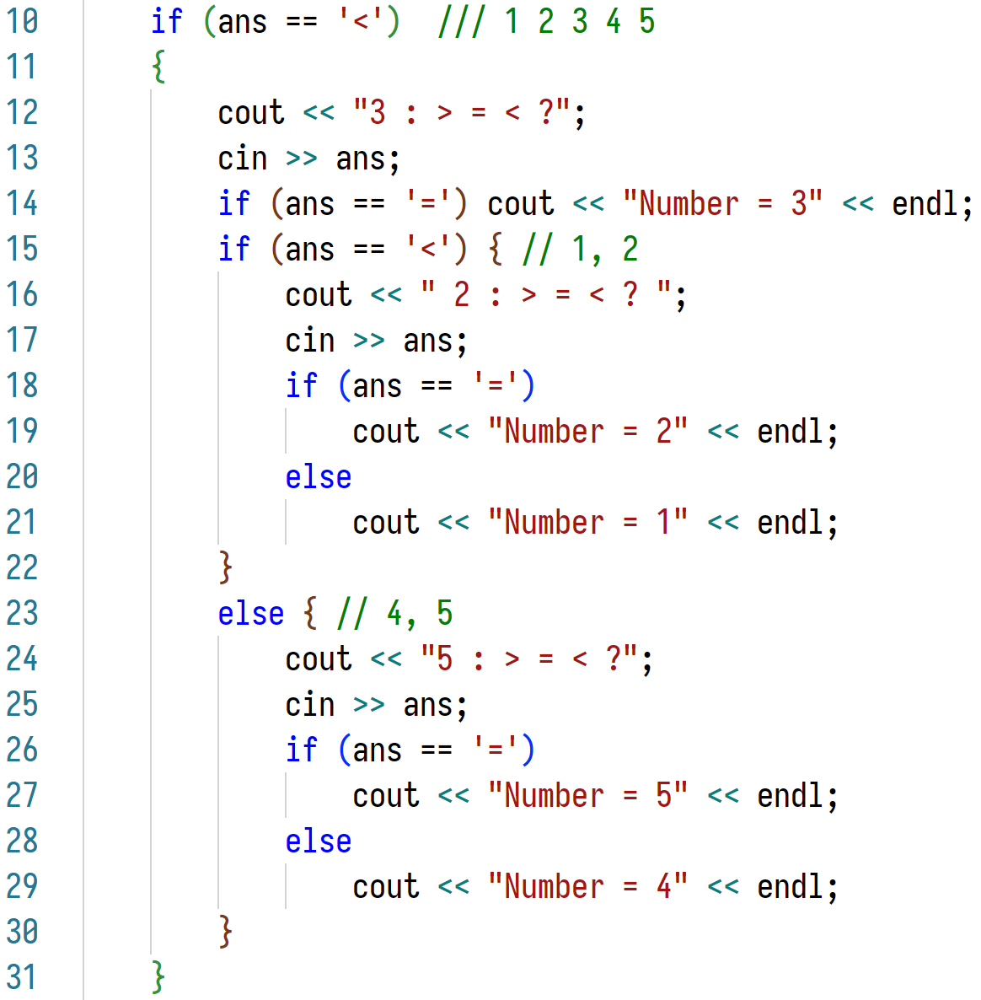 10 if (ans == '<') /// 1 2 3 4 5
11 {
12 cout << "3 : > = < ?";
13 cin >> ans;
14 if (ans == '=') cout << "Number = 3" << endl;
15 if (ans == '<') { // 1, 2
16 cout << " 2 : > = < ? ";
17 cin >> ans;
18 if (ans == '=')
19 cout << "Number = 2" << endl;
20 else
21 cout << "Number = 1" << endl;
22 }
23 else { // 4, 5
24 cout << "5 : > = < ?";
25 cin >> ans;
26 if (ans == '=')
27 cout << "Number = 5" << endl;
28 else
29 cout << "Number = 4" << endl;
30 }
31 }